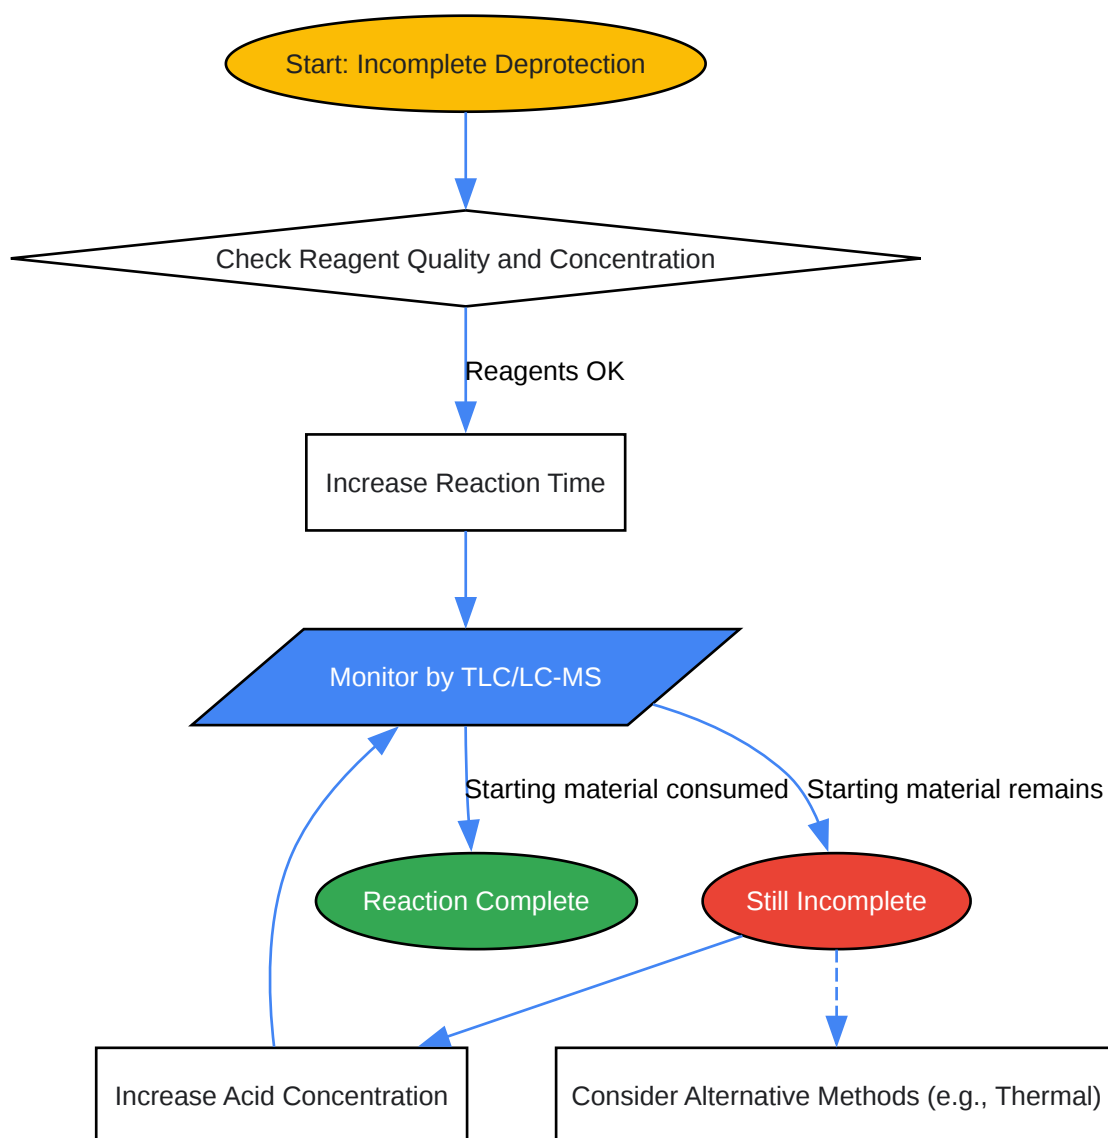 Start: Incomplete Deprotection
Check Reagent Quality and Concentration
Reagents OK
Increase Reaction Time
Monitor by TLC/LC-MS
Starting material consumed
Starting material remains
Reaction Complete
Still Incomplete
Increase Acid Concentration
Consider Alternative Methods (e.g., Thermal)